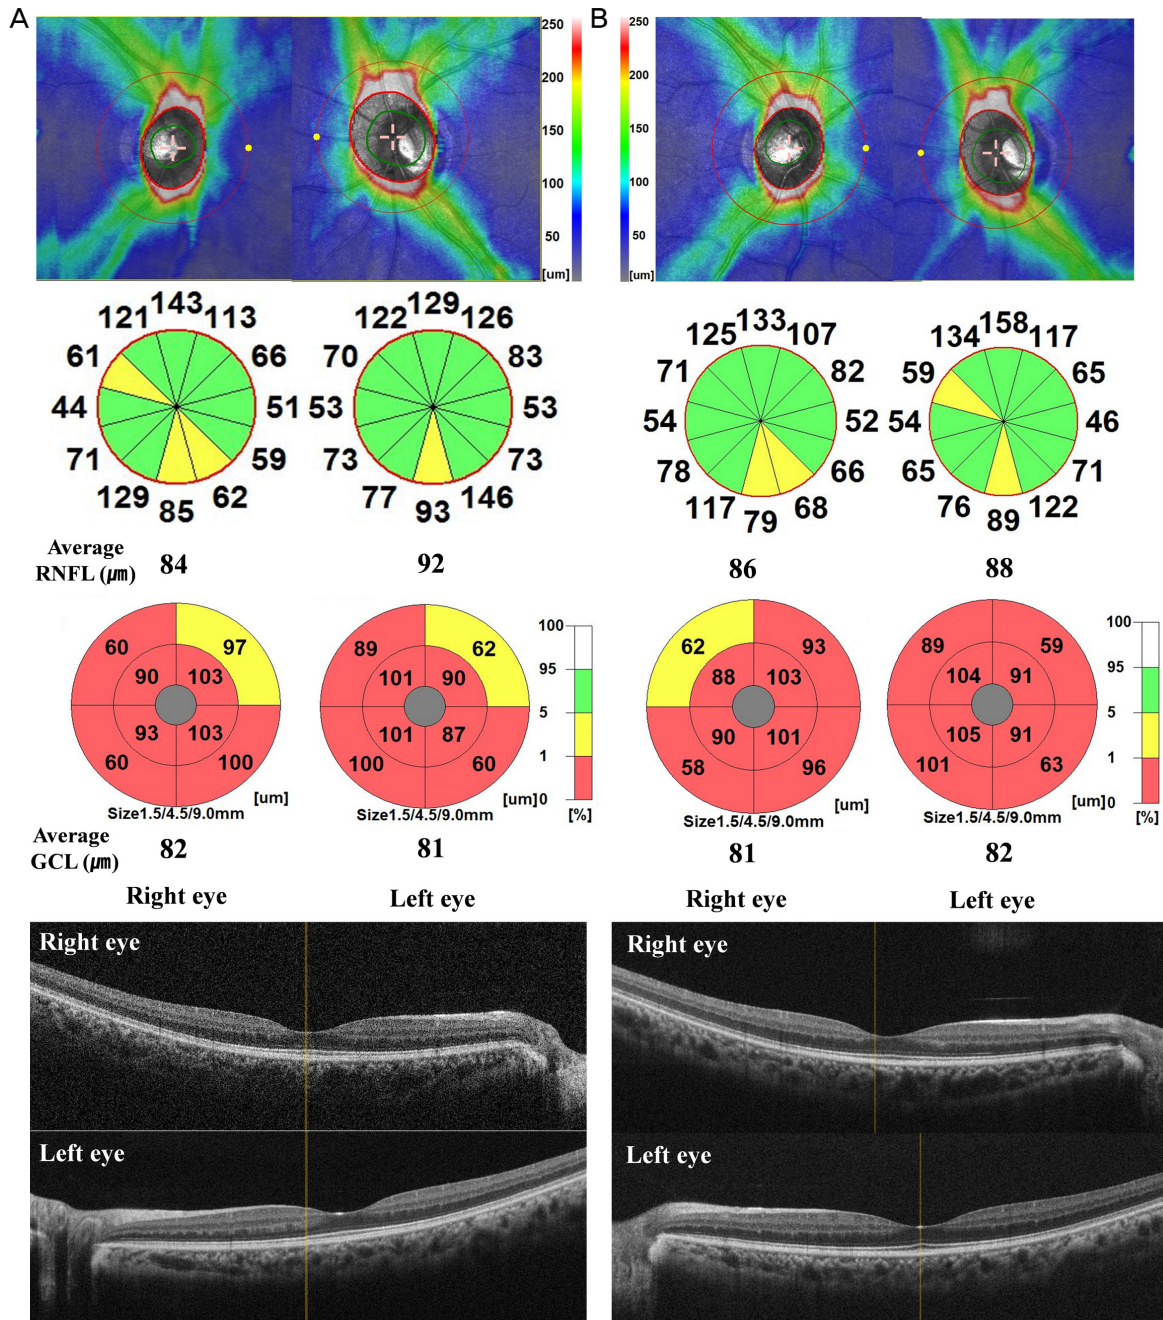 A
B
250
200
150
100
50
[um]
250
200
150
100
50
[um]
121 143 113
61 66
44 51
71 59
129 85 62
122 129 126
70 83
53 53
73 73
77 93 146
125 133 107
71 82
54 52
78 66
117 79 68
134 158 117
59 65
54 46
65 71
76 89 122
Average
RNFL (µm)
84
92
86
88
60 97
90 103
93 103
60 100
[um]
Size1.5/4.5/9.0mm
89 62
101 90
101 87
100 60
[um]
Size1.5/4.5/9.0mm
100
95
5
1
0
[%]
62 93
88 103
90 101
58 96
[um]
Size1.5/4.5/9.0mm
89 59
104 91
105 91
101 63
[um]
Size1.5/4.5/9.0mm
100
95
5
1
0
[%]
Average
GCL (µm)
82
81
81
82
Right eye
Left eye
Right eye
Left eye
Right eye
Left eye
Right eye
Left eye